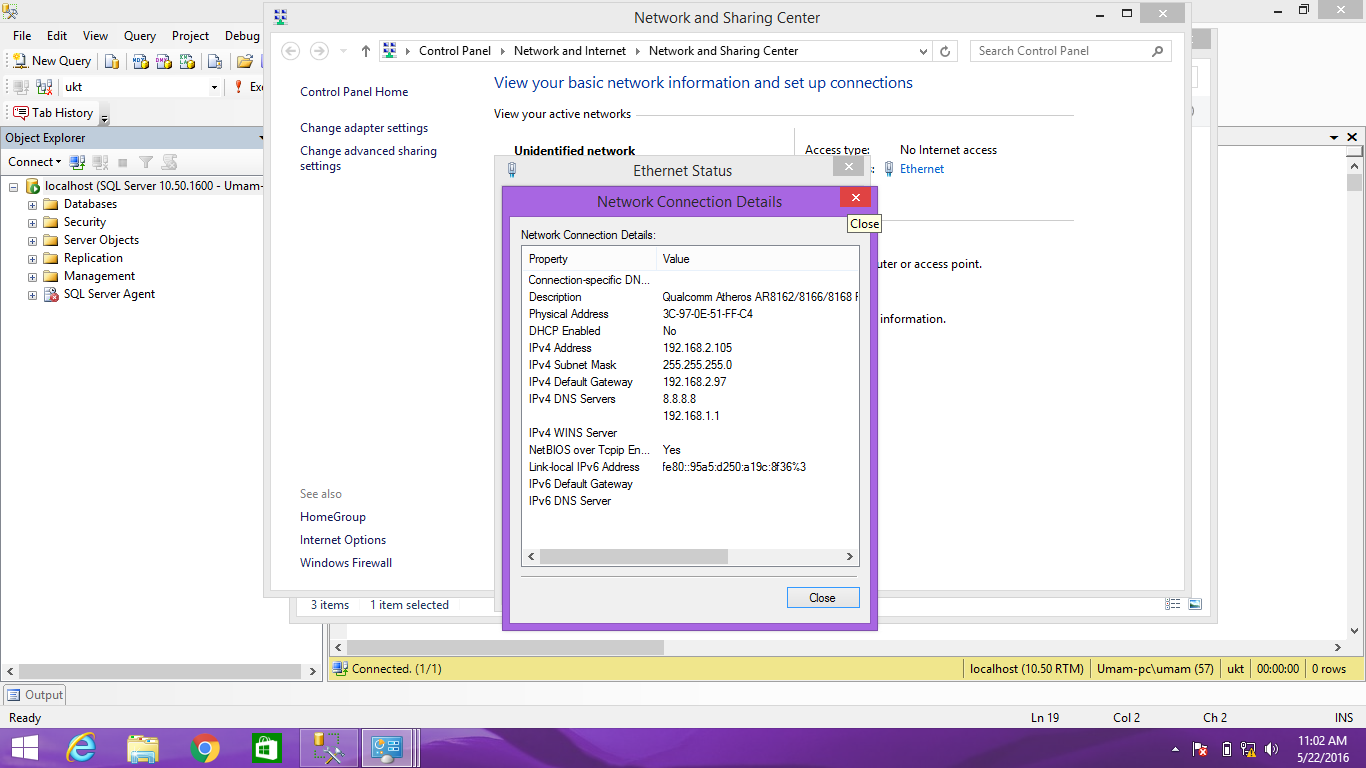 Network and Sharing Center
File Edit View Query Project Debug
Control Panel Network and Internet Network and Sharing Center
Search Control Panel
New Query
ukt
Tab History
Object Explorer
Connect
localhost (SQL Server 10.50.1600 - Umam-
Databases
Security
Server Objects
Replication
Management
SQL Server Agent
Control Panel Home
Change adapter settings
Change advanced sharing
settings
See also
HomeGroup
Internet Options
Windows Firewall
View your basic network information and set up connections
View your active networks
Unidentified network
Access type: No Internet access
Ethernet
uter or access point.
information.
Ethernet Status
Network Connection Details
Close
Network Connection Details:
Property Value
Connection-specific DN...
Description Qualcomm Atheros AR8162/8166/8168 F
Physical Address 3C-97-0E-51-FF-C4
DHCP Enabled No
IPv4 Address 192.168.2.105
IPv4 Subnet Mask 255.255.255.0
IPv4 Default Gateway 192.168.2.97
IPv4 DNS Servers 8.8.8.8
192.168.1.1
IPv4 WINS Server
NetBIOS over Tcpip En... Yes
Link-local IPv6 Address fe80::95a5:d250:a19c:8f36%3
IPv6 Default Gateway
IPv6 DNS Server
Close
3 items 1 item selected
Connected. (1/1) localhost (10.50 RTM) Umam-pc\umam (57) ukt 00:00:00 0 rows
Output
Ready Ln 19 Col 2 Ch 2 INS
11:02 AM
5/22/2016